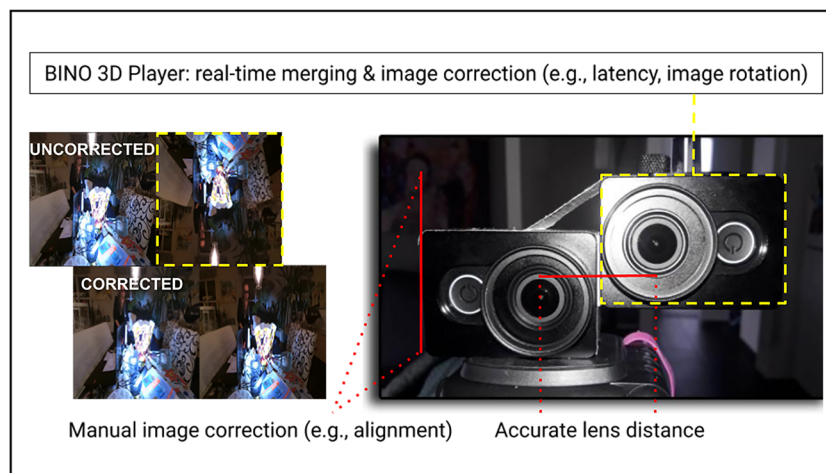 BINO 3D Player: real-time merging & image correction (e.g., latency, image rotation)
UNCORRECTED
CORRECTED
Manual image correction (e.g., alignment)
Accurate lens distance